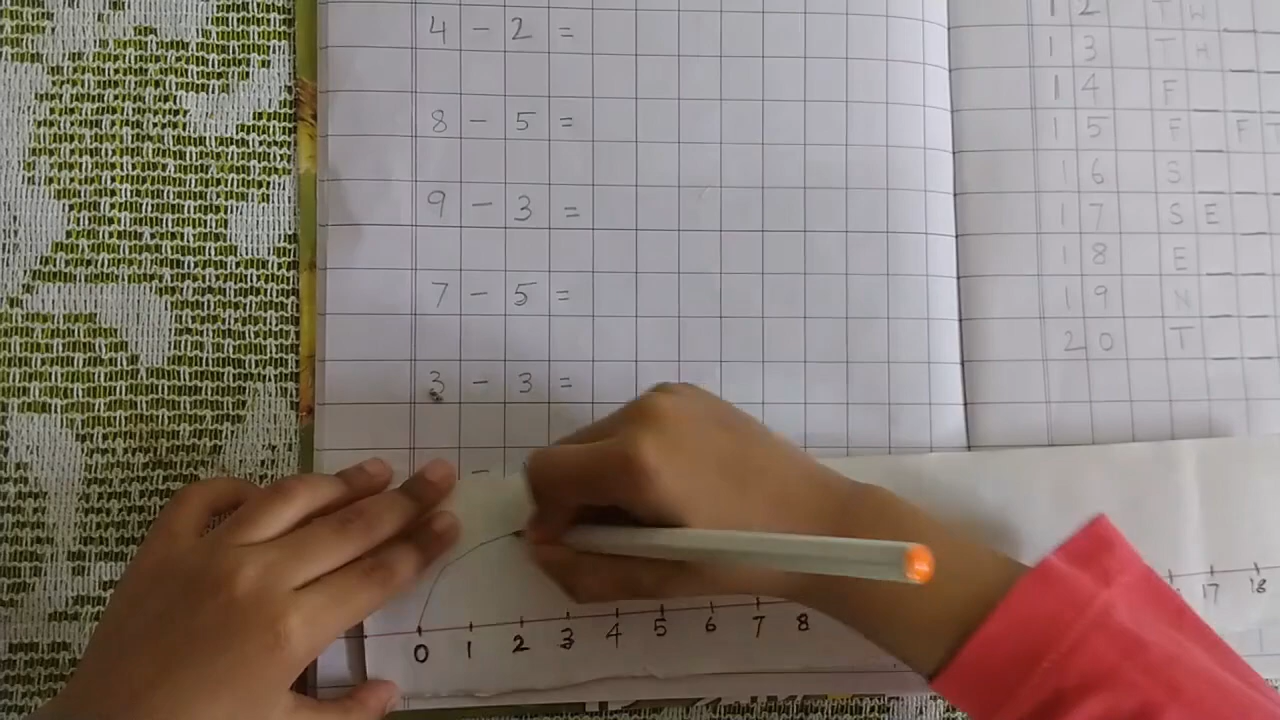 4 - 2 =
8 - 5 =
9 - 3 =
7 - 5 =
3 - 3 =
-
1 2 T W _
1 3 T H _
1 4 F _ _
1 5 F _ F T
1 6 S
1 7 S E _
1 8 E _ _
1 9 N _ _
2 0 T _ _
0 1 2 3 4 5 6 7 8 17 18